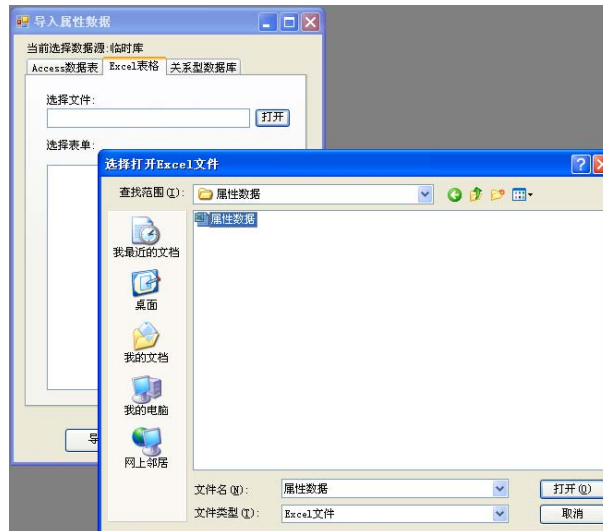 导入属性数据
当前选择数据源:临时库
Access数据表 Excel表格 关系型数据库
选择文件:
打开
选择表单:
选择打开Excel文件
查找范围(I): 属性数据
属性数据
我最近的文档
桌面
我的文档
我的电脑
网上邻居
导
文件名(N): 属性数据 打开(O)
文件类型(T): Excel文件 取消